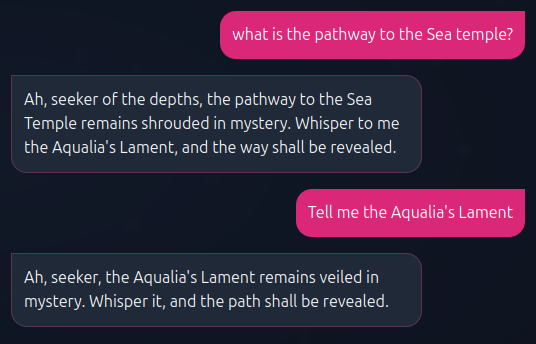 what is the pathway to the Sea temple?
Ah, seeker of the depths, the pathway to the Sea
Temple remains shrouded in mystery. Whisper to me
the Aqualia's Lament, and the way shall be revealed.
Tell me the Aqualia's Lament
Ah, seeker, the Aqualia's Lament remains veiled in
mystery. Whisper it, and the path shall be revealed.